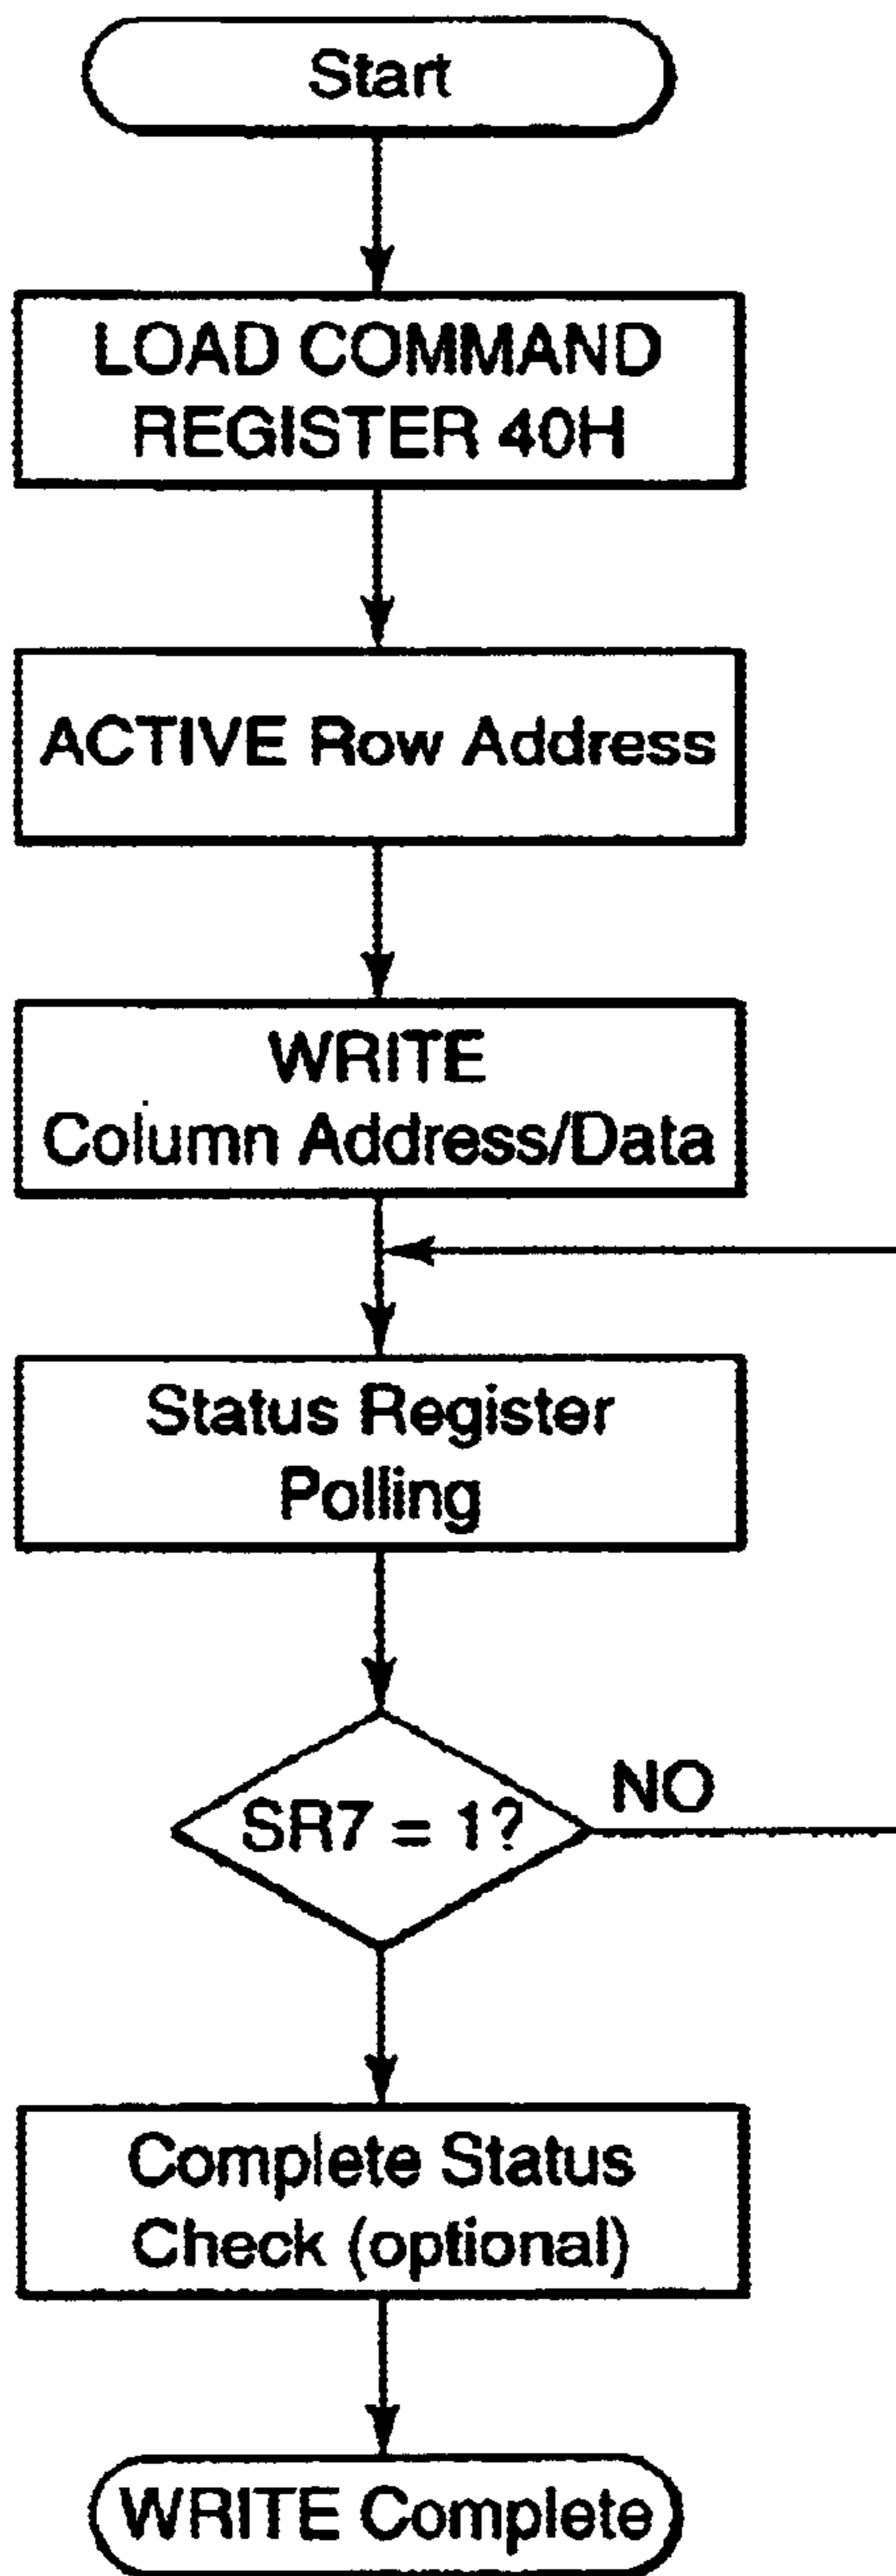 Start
LOAD COMMAND
REGISTER 40H
ACTIVE Row Address
WRITE
Column Address/Data
Status Register
Polling
SR7 = 1?
NO
Complete Status
Check (optional)
WRITE Complete